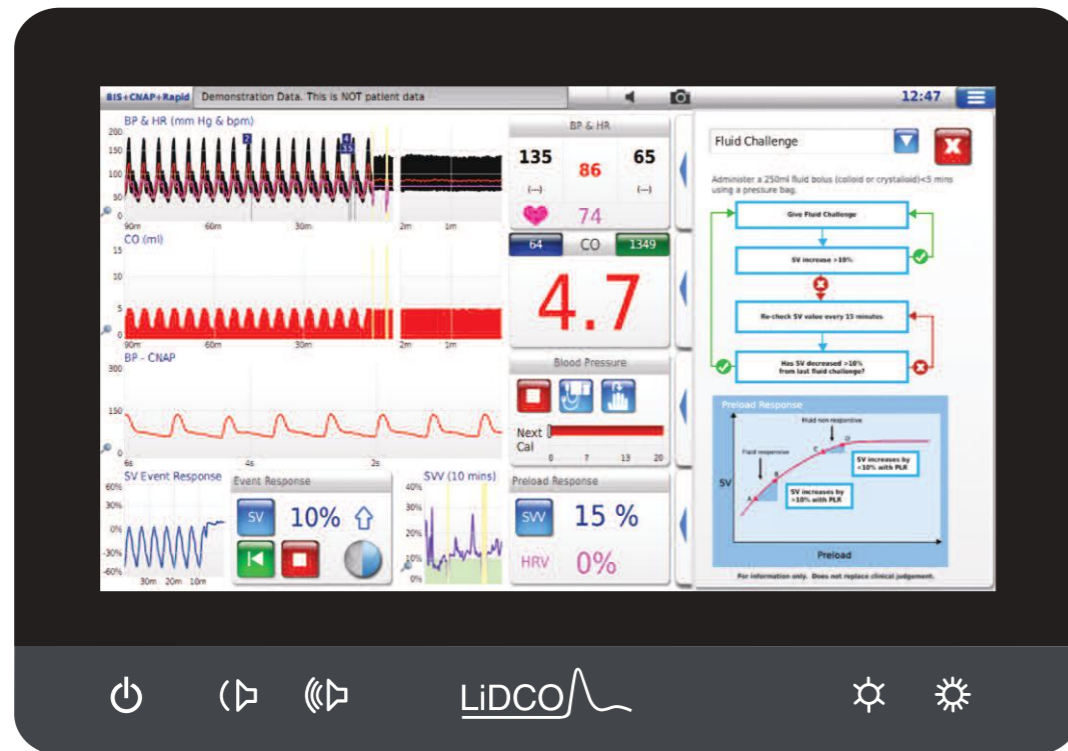 BIS+CNAP+Rapid Demonstration Data. This is NOT patient data 12:47
BP & HR (mm Hg & bpm)
200
150
100
50
0
2
4
90m 60m 30m 2m 1m
BP & HR
135 86 65
(--) (--)
74
CO (ml)
15
10
5
0
90m 60m 30m 2m 1m
64 CO 1349
4.7
BP - CNAP
300
150
0
6s 4s 2s
Blood Pressure
Next
Cal
0 7 13 20
SV Event Response
60%
30%
0%
-30%
-60%
30m 20m 10m
Event Response
SV 10%
SVV (10 mins)
40%
30%
20%
10%
0%
Preload Response
SVV 15 %
HRV 0%
Fluid Challenge
X
Administer a 250ml fluid bolus (colloid or crystalloid)<5 mins
using a pressure bag.
Give Fluid Challenge
SV increase >10%
Re-check SV value every 15 minutes
Has SV decreased >10%
from last fluid challenge?
Preload Response
Fluid non responsive
Fluid responsive
A
B
C
D
SV increases by
<10% with PLR
SV increases by
>10% with PLR
SV
Preload
For information only. Does not replace clinical judgement.
LiDCO